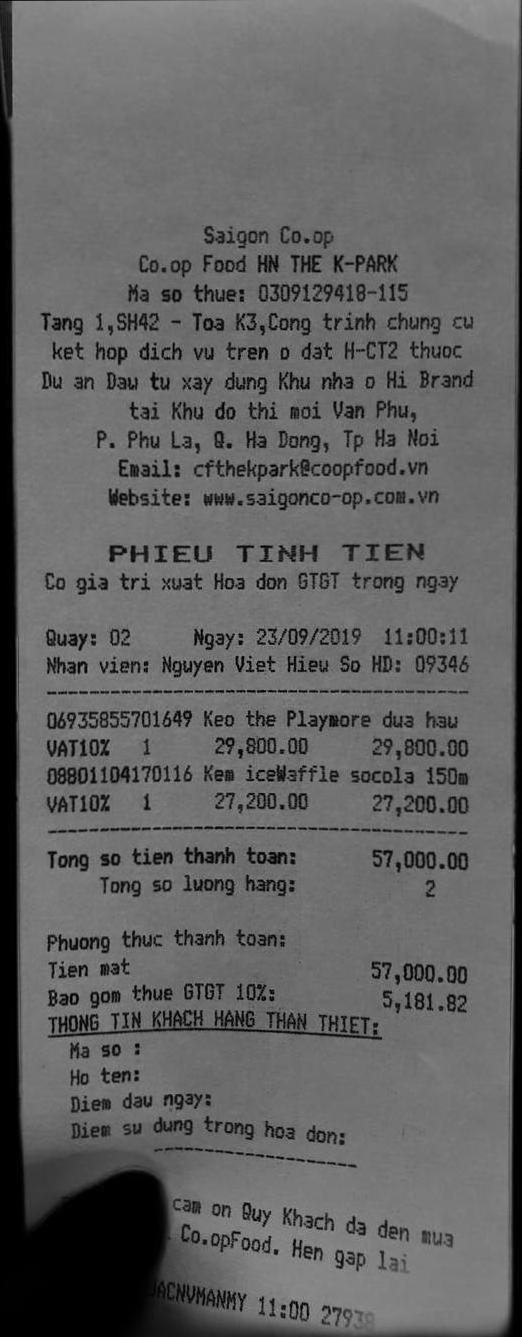 Saigon Co.op
Co.op Food HN THE K-PARK
Ma so thue: 0309129418-115
Tang 1,SH42 - Toa K3,Cong trinh chung cu
ket hop dich vu tren o dat H-CT2 thuoc
Du an Dau tu xay dung Khu nha o Hi Brand
tai Khu do thi moi Van Phu,
P. Phu La, Q. Ha Dong, Tp Ha Noi
Email: cfthekpark@coopfood.vn
Website: www.saigonco-op.com.vn
PHIEU TINH TIEN
Co gia tri xuat Hoa don GTGT trong ngay
Quay: 02 Ngay: 23/09/2019 11:00:11
Nhan vien: Nguyen Viet Hieu So HD: 09346
06935855701649 Keo the Playmore dua hau
VAT10% 1 29,800.00 29,800.00
08801104170116 Kem iceWaffle socola 150m
VAT10% 1 27,200.00 27,200.00
Tong so tien thanh toan: 57,000.00
Tong so luong hang: 2
Phuong thuc thanh toan:
Tien mat 57,000.00
Bao gom thue GTGT 10%: 5,181.82
THONG TIN KHACH HANG THAN THIET:
Ma so :
Ho ten:
Diem dau ngay:
Diem su dung trong hoa don:
cam on Quy Khach da den mua
Co.opFood. Hen gap lai
11:00